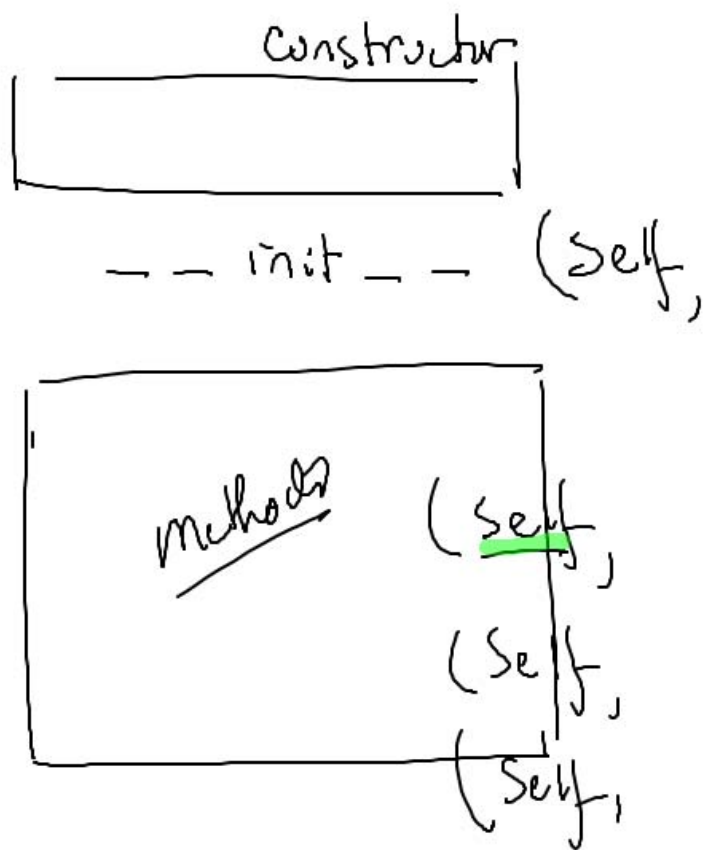 constructor
__init__ (self,
methods (self,
(self,
(self,